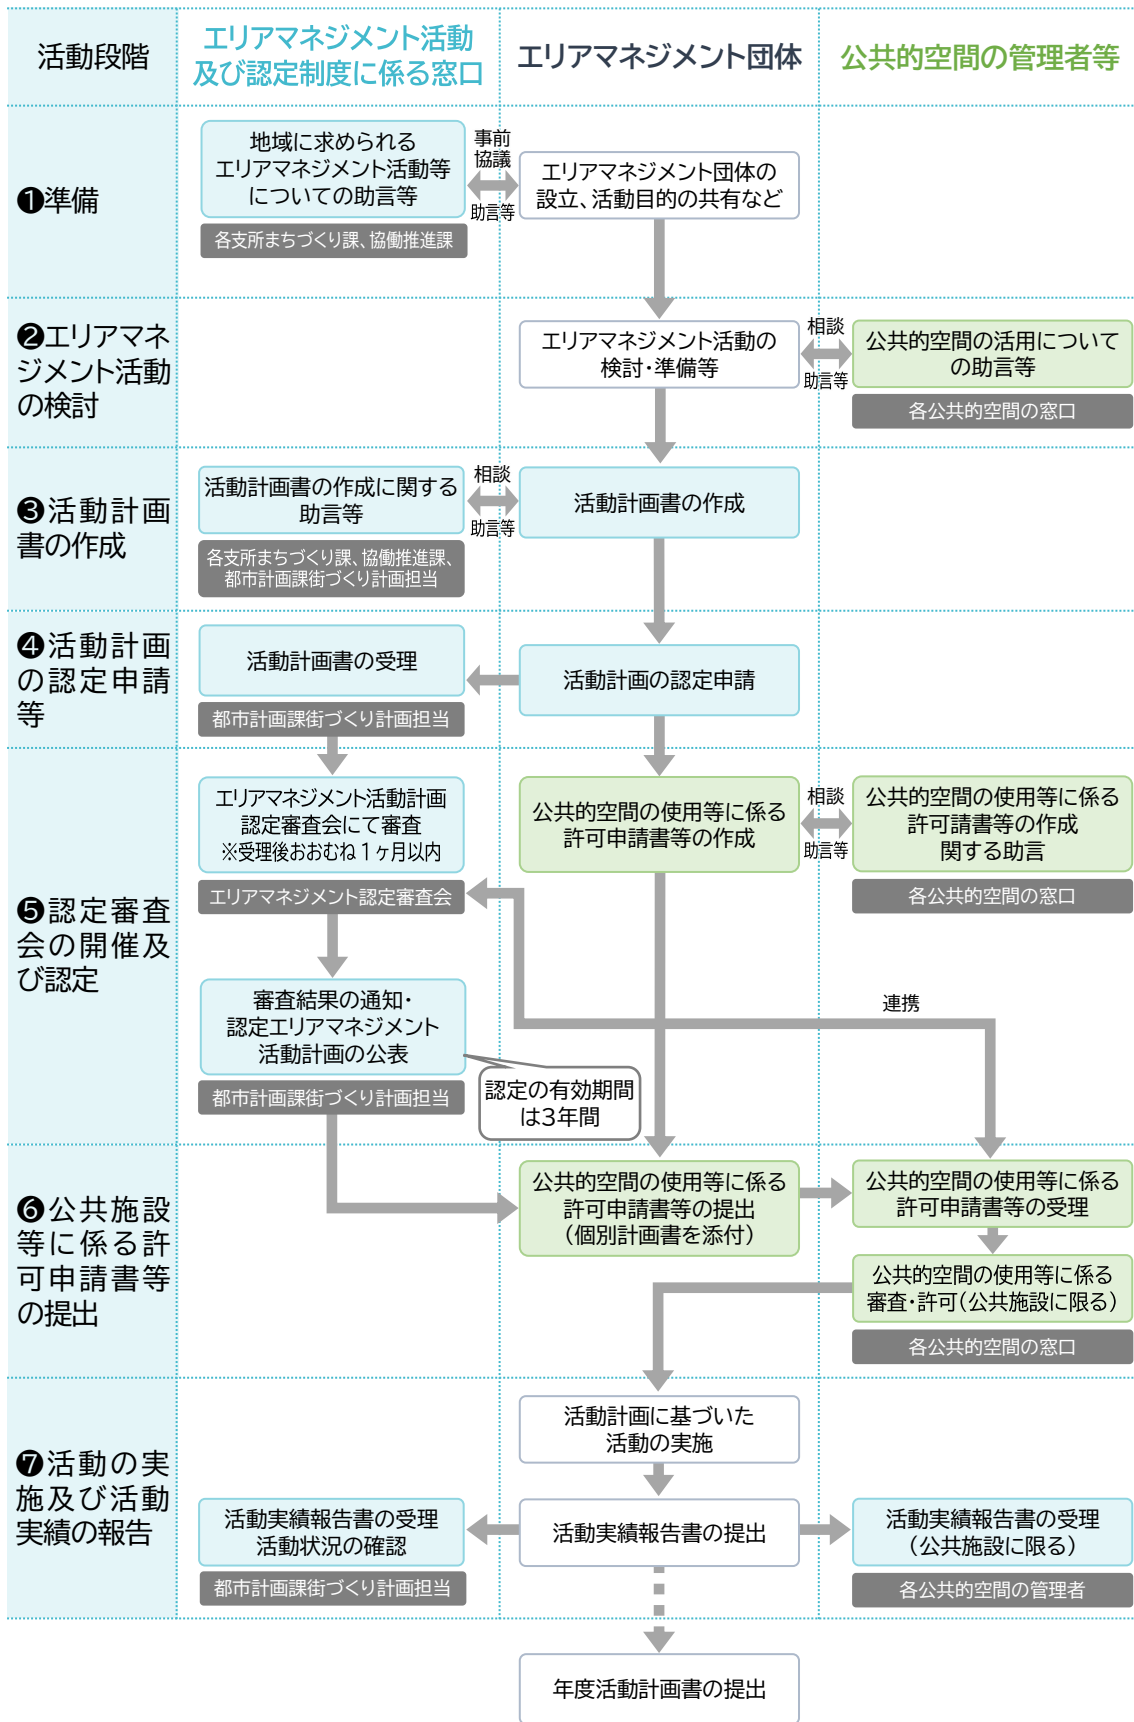 活動段階
エリアマネジメント活動
及び認定制度に係る窓口
エリアマネジメント団体
公共的空間の管理者等
❶準備
地域に求められる
エリアマネジメント活動等
についての助言等
各支所まちづくり課、協働推進課
事前
協議
助言等
エリアマネジメント団体の
設立、活動目的の共有など
❷エリアマネ
ジメント活動
の検討
エリアマネジメント活動の
検討・準備等
相談
助言等
公共的空間の活用について
の助言等
各公共的空間の窓口
❸活動計画
書の作成
活動計画書の作成に関する
助言等
各支所まちづくり課、協働推進課、
都市計画課街づくり計画担当
相談
助言等
活動計画書の作成
❹活動計画
の認定申請
等
活動計画書の受理
都市計画課街づくり計画担当
活動計画の認定申請
❺認定審査
会の開催及
び認定
エリアマネジメント活動計画
認定審査会にて審査
※受理後おおむね1ヶ月以内
エリアマネジメント認定審査会
公共的空間の使用等に係る
許可申請書等の作成
相談
助言等
公共的空間の使用等に係る
許可請書等の作成
関する助言
各公共的空間の窓口
連携
審査結果の通知・
認定エリアマネジメント
活動計画の公表
都市計画課街づくり計画担当
認定の有効期間
は3年間
❻公共施設
等に係る許
可申請書等
の提出
公共的空間の使用等に係る
許可申請書等の提出
（個別計画書を添付）
公共的空間の使用等に係る
許可申請書等の受理
公共的空間の使用等に係る
審査・許可（公共施設に限る）
各公共的空間の窓口
❼活動の実
施及び活動
実績の報告
活動計画に基づいた
活動の実施
活動実績報告書の受理
活動状況の確認
都市計画課街づくり計画担当
活動実績報告書の提出
活動実績報告書の受理
（公共施設に限る）
各公共的空間の管理者
年度活動計画書の提出